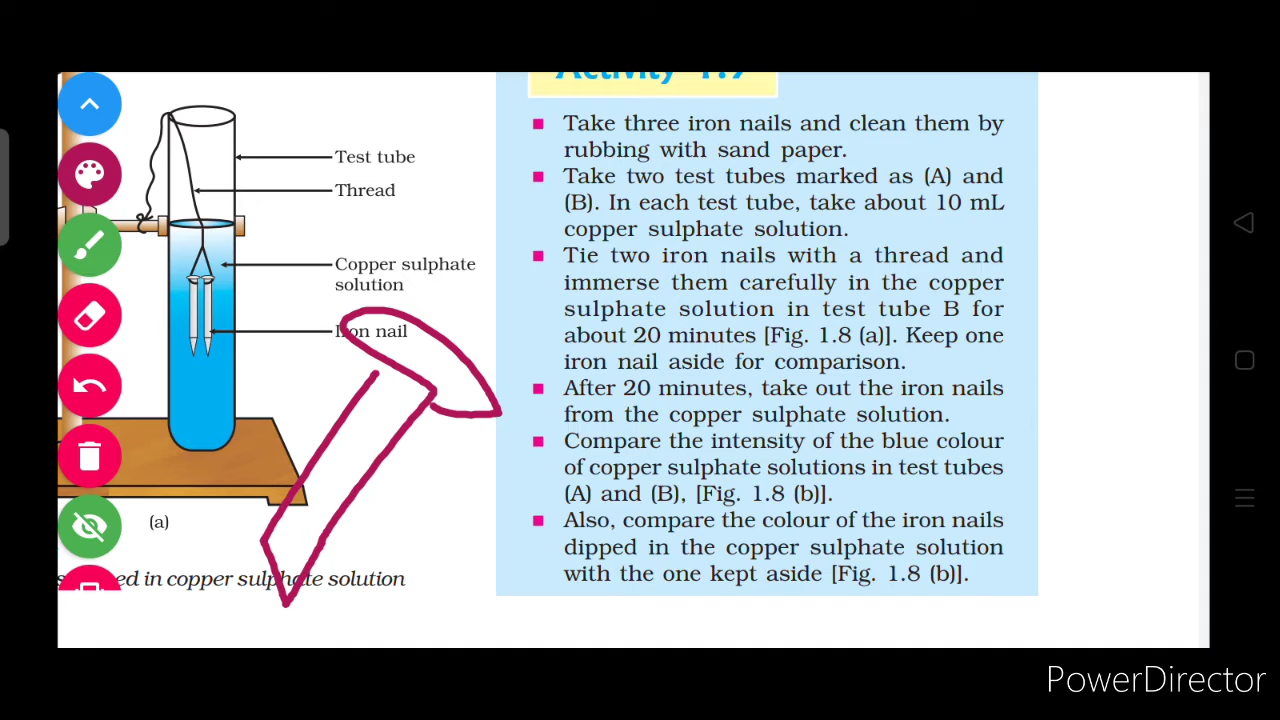 Activity 1.9
Test tube
Thread
Copper sulphate
solution
Iron nail
(a)
ed in copper sulphate solution
■ Take three iron nails and clean them by
rubbing with sand paper.
■ Take two test tubes marked as (A) and
(B). In each test tube, take about 10 mL
copper sulphate solution.
■ Tie two iron nails with a thread and
immerse them carefully in the copper
sulphate solution in test tube B for
about 20 minutes [Fig. 1.8 (a)]. Keep one
iron nail aside for comparison.
■ After 20 minutes, take out the iron nails
from the copper sulphate solution.
■ Compare the intensity of the blue colour
of copper sulphate solutions in test tubes
(A) and (B), [Fig. 1.8 (b)].
■ Also, compare the colour of the iron nails
dipped in the copper sulphate solution
with the one kept aside [Fig. 1.8 (b)].
PowerDirector